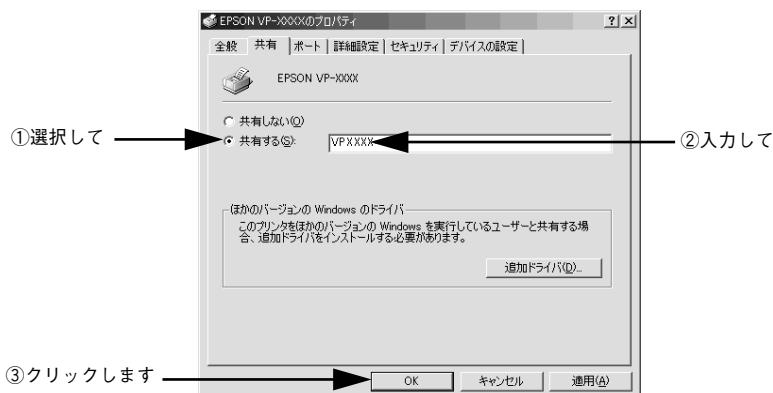 EPSON VP-XXXXのプロパティ
全般 共有 ポート 詳細設定 セキュリティ デバイスの設定
EPSON VP-XXXX
共有しない(O)
①選択して
共有する(S):
VPXXXX
②入力して
ほかのバージョンの Windows のドライバ
このプリンタをほかのバージョンの Windows を実行しているユーザーと共有する場
合、追加ドライバをインストールする必要があります。
追加ドライバ(D)...
③クリックします
OK キャンセル 適用(A)